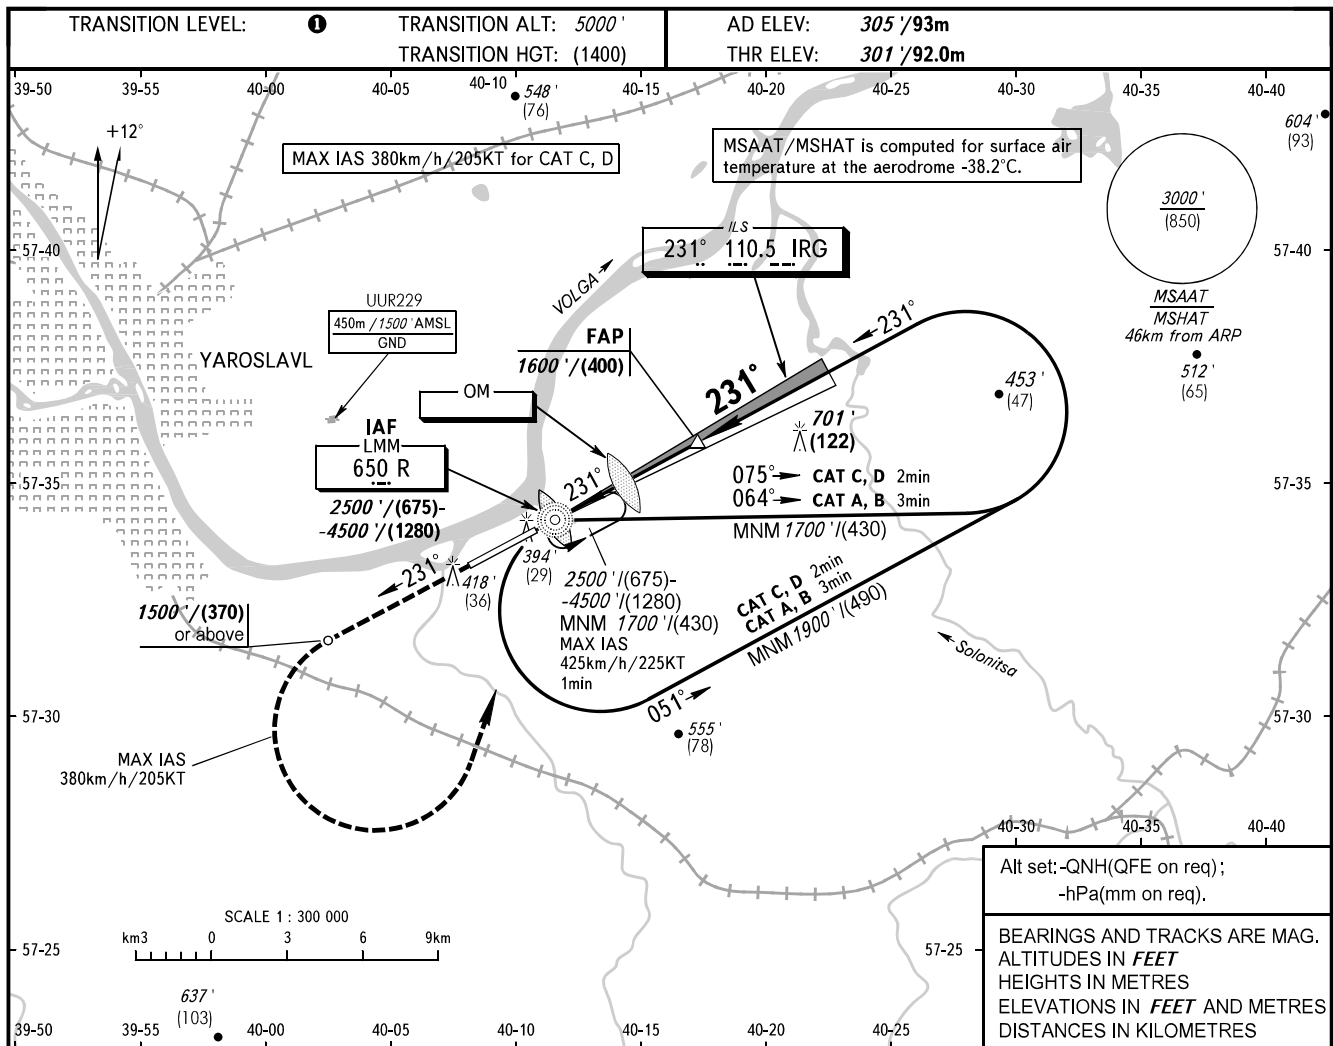 TRANSITION LEVEL: ❶ TRANSITION ALT: 5000 '
TRANSITION HGT: (1400)
AD ELEV: 305 '/93m
THR ELEV: 301 '/92.0m
39-50 39-55 40-00 40-05 40-10 40-15 40-20 40-25 40-30 40-35 40-40
548 '
(76)
604 '
(93)
+12°
MAX IAS 380km/h/205KT for CAT C, D
MSAAT/MSHAT is computed for surface air
temperature at the aerodrome -38.2°C.
3000 '
(850)
MSAAT
MSHAT
46km from ARP
512 '
(65)
57-40
57-40
ILS
231° 110.5 IRG
VOLGA
UUR229
450m /1500 'AMSL
GND
YAROSLAVL
FAP
1600 '/(400)
231°
231°
OM
453 '
(47)
701 '
(122)
IAF
LMM
650 R
2500 '/(675)-
-4500 '/(1280)
231°
57-35
57-35
075° CAT C, D 2min
064° CAT A, B 3min
MNM 1700 '/(430)
394 '
(29)
418 '
(36)
231°
2500 '/(675)-
-4500 '/(1280)
MNM 1700 '/(430)
MAX IAS
425km/h/225KT
1min
CAT C, D 2min
CAT A, B 3min
MNM 1900 '/(490)
1500 '/(370)
or above
Solonitsa
051°
555 '
(78)
57-30
57-30
MAX IAS
380km/h/205KT
40-30 40-35 40-40
Alt set:-QNH(QFE on req);
-hPa(mm on req).
SCALE 1 : 300 000
km3 0 3 6 9km
57-25
57-25
BEARINGS AND TRACKS ARE MAG.
ALTITUDES IN FEET
HEIGHTS IN METRES
ELEVATIONS IN FEET AND METRES
DISTANCES IN KILOMETRES
637 '
(103)
39-50 39-55 40-00 40-05 40-10 40-15 40-20 40-25